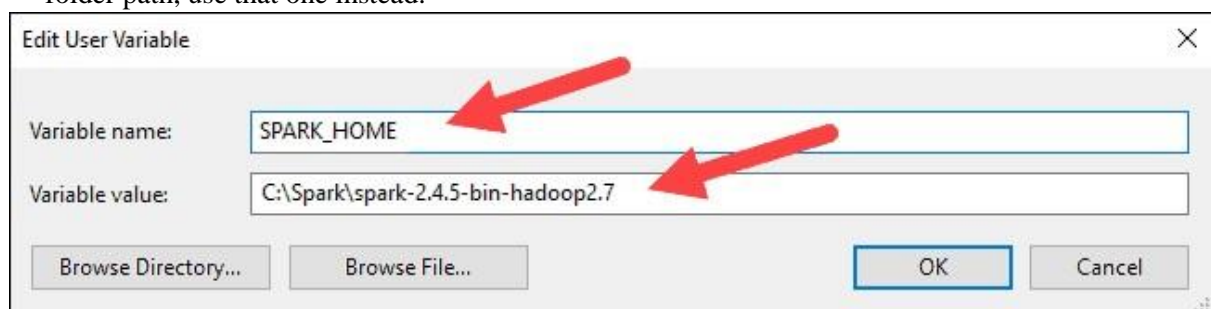 folder path, use that one instead.
Edit User Variable
Variable name: SPARK_HOME
Variable value: C:\Spark\spark-2.4.5-bin-hadoop2.7
Browse Directory... Browse File... OK Cancel